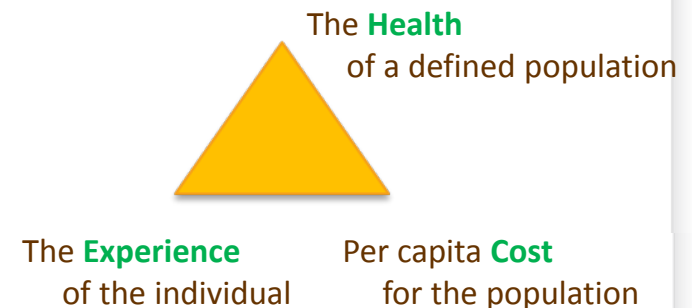 The Health
of a defined population
The Experience
of the individual
Per capita Cost
for the population